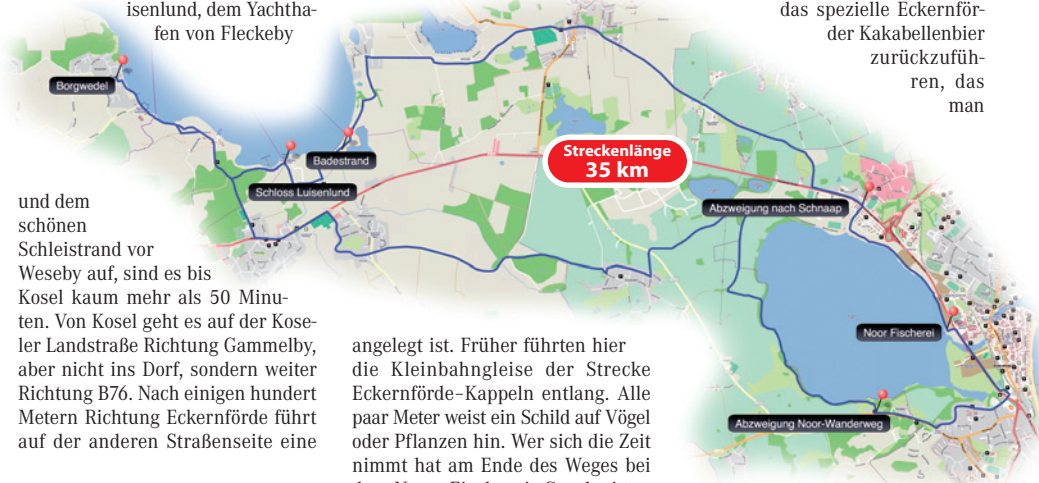 isenlund, dem Yachtha-
fen von Fleckeby
und dem
schönen
Schleistrand vor
Weseby auf, sind es bis
Kosel kaum mehr als 50 Minu-
ten. Von Kosel geht es auf der Kose-
ler Landstraße Richtung Gammelby,
aber nicht ins Dorf, sondern weiter
Richtung B76. Nach einigen hundert
Metern Richtung Eckernförde führt
auf der anderen Straßenseite eine
angelegt ist. Früher führten hier
die Kleinbahngleise der Strecke
Eckernförde–Kappeln entlang. Alle
paar Meter weist ein Schild auf Vögel
oder Pflanzen hin. Wer sich die Zeit
nimmt hat am Ende des Weges bei
das spezielle Eckernför-
der Kakabellenbier
zurückzufüh-
ren, das
man
Borgwedel
Badestrand
Schloss Luisenlund
Streckenlänge
35 km
Abzweigung nach Schnaap
Noor Fischerei
Abzweigung Noor-Wanderweg